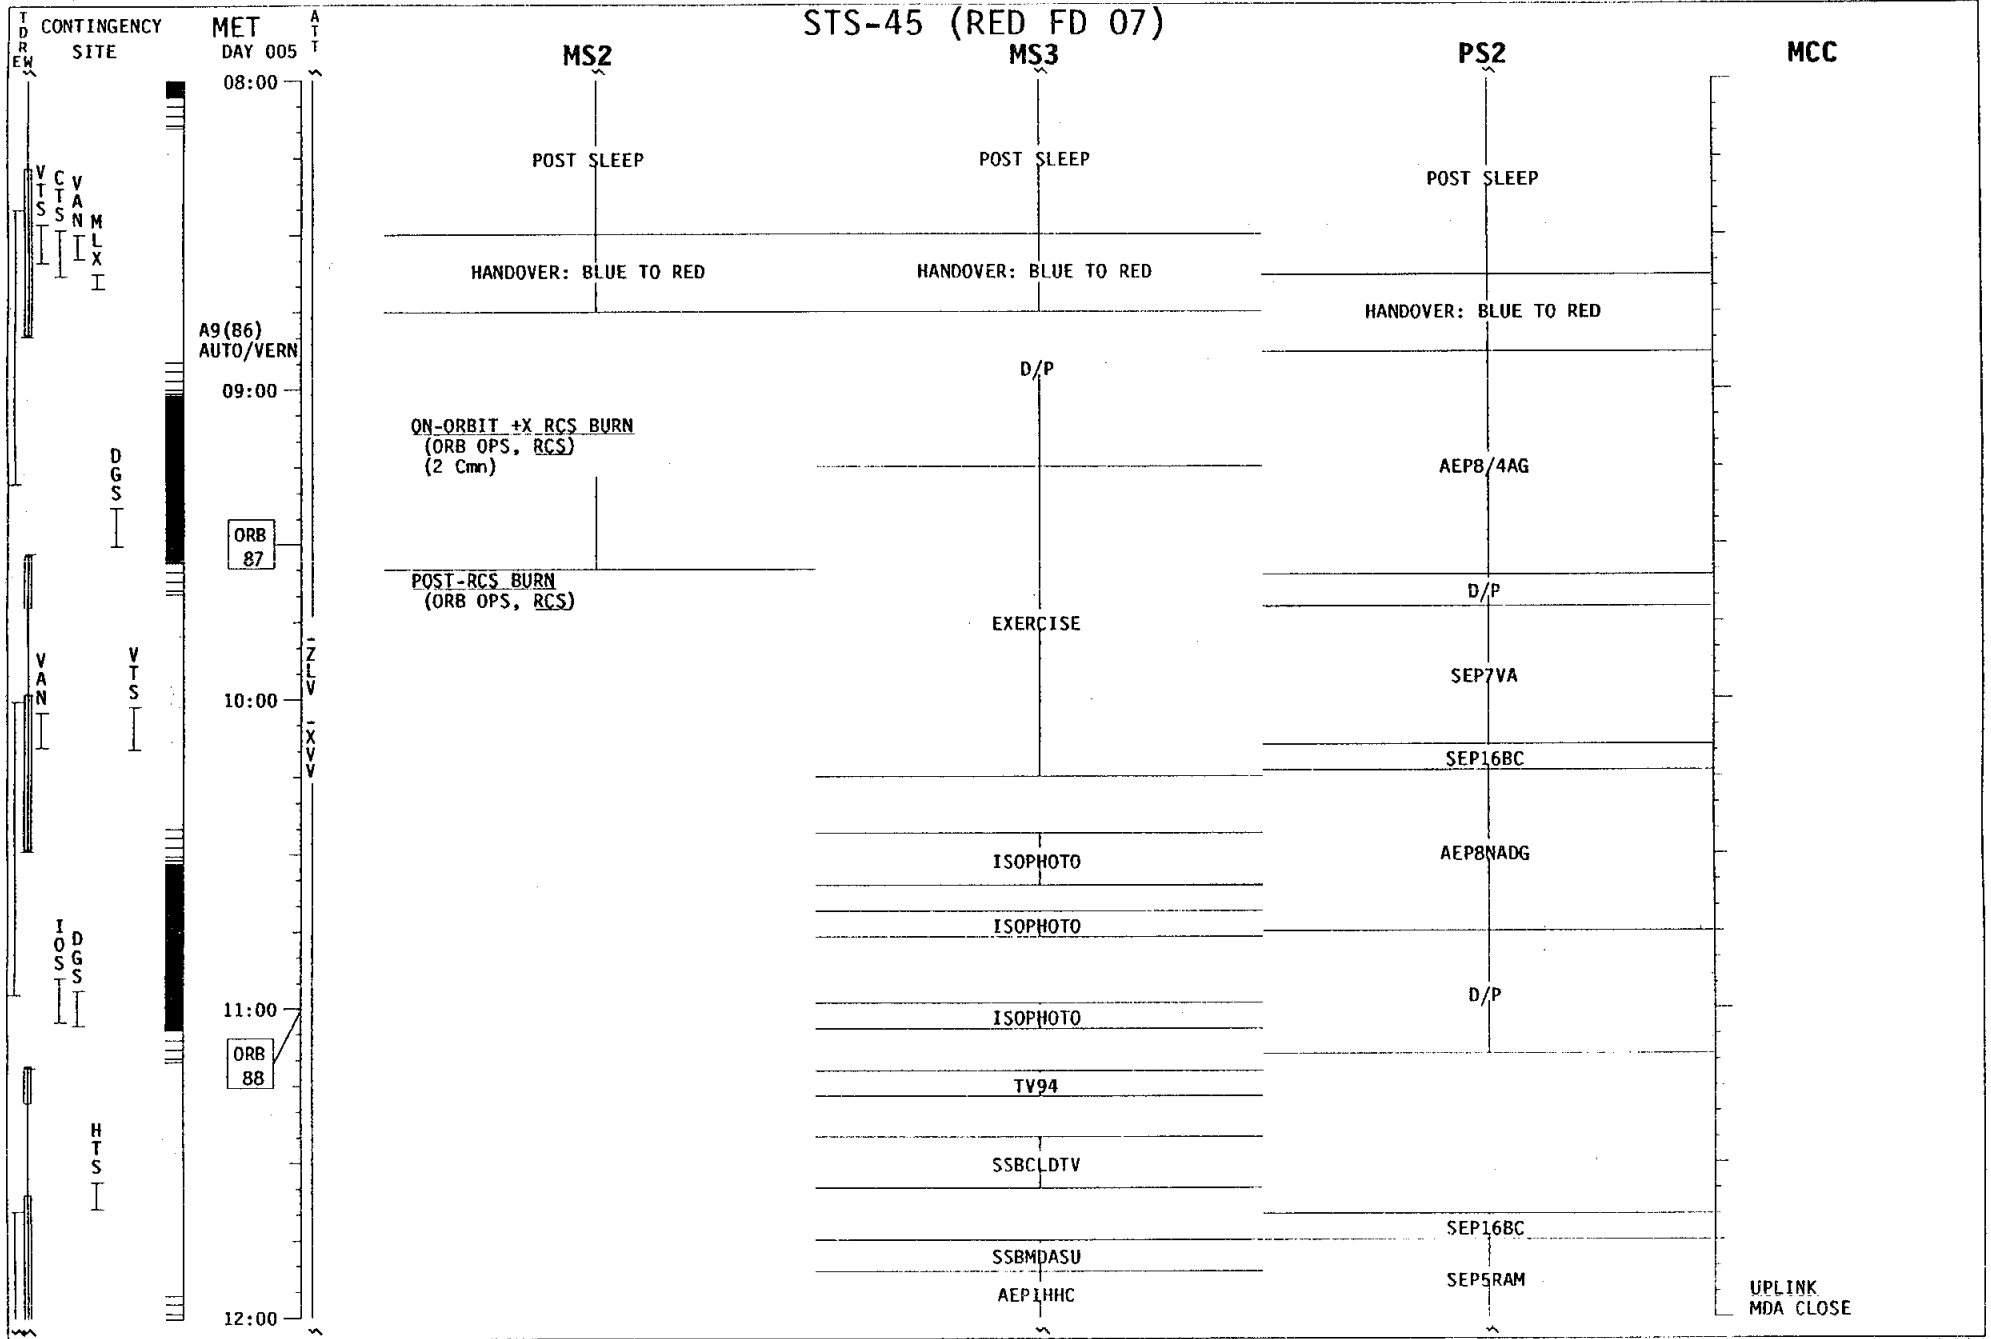 STS-45 (RED FD 07)
TDRW
E
CONTINGENCY
SITE
MET
DAY 005
ATT
MS2
MS3
PS2
MCC
08:00
VTS
CTS
VAN
MLX
POST SLEEP
POST SLEEP
POST SLEEP
HANDOVER: BLUE TO RED
HANDOVER: BLUE TO RED
HANDOVER: BLUE TO RED
A9(86)
AUTO/VERN
D/P
09:00
ON-ORBIT +X RCS BURN
(ORB OPS, RCS)
(2 Cmn)
DGS
AEP8/4AG
ORB
87
POST-RCS BURN
(ORB OPS, RCS)
D/P
EXERCISE
VAN
VTS
-ZLV -XVV
SEP7VA
10:00
SEP16BC
ISOPHOTO
AEP8NADG
ISOPHOTO
IOS
DGS
D/P
11:00
ISOPHOTO
ORB
88
TV94
HTS
SSBCLDTV
SEP16BC
SSBMDASU
SEP5RAM
AEP1HHC
UPLINK
MDA CLOSE
12:00